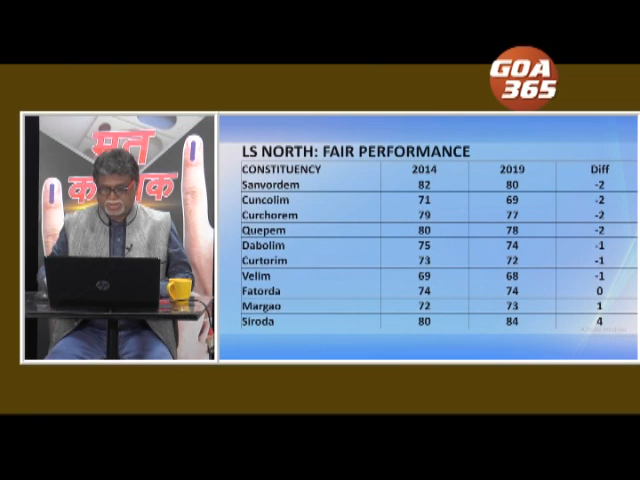 GOA
365
मत
LS NORTH: FAIR PERFORMANCE
CONSTITUENCY 2014 2019 Diff
Sanvordem 82 80 -2
Cuncolim 71 69 -2
Curchorem 79 77 -2
Quepem 80 78 -2
Dabolim 75 74 -1
Curtorim 73 72 -1
Velim 69 68 -1
Fatorda 74 74 0
Margao 72 73 1
Siroda 80 84 4